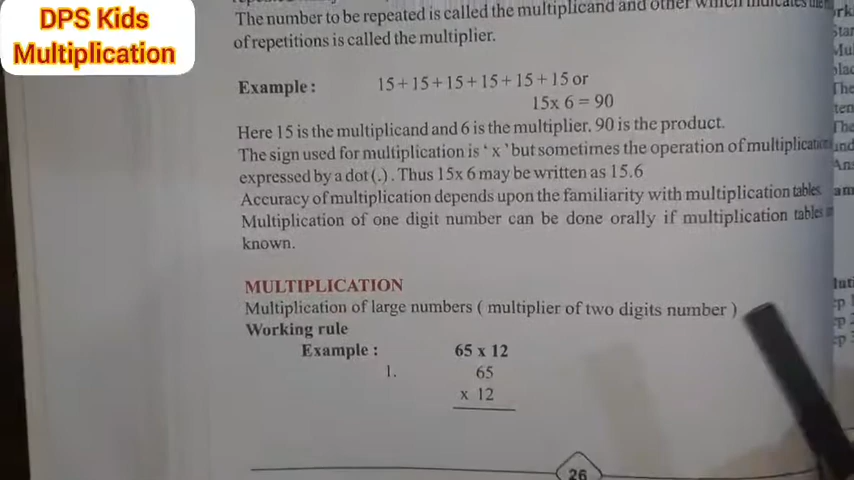 DPS Kids
Multiplication
The number to be repeated is called the multiplicand and other which indicates the
of repetitions is called the multiplier.
Example : 15 + 15 + 15 + 15 + 15 + 15 or
15x 6 = 90
Here 15 is the multiplicand and 6 is the multiplier. 90 is the product.
The sign used for multiplication is ‘ x ’ but sometimes the operation of multiplication
expressed by a dot (.) . Thus 15x 6 may be written as 15.6
Accuracy of multiplication depends upon the familiarity with multiplication tables.
Multiplication of one digit number can be done orally if multiplication tables
known.
MULTIPLICATION
Multiplication of large numbers ( multiplier of two digits number )
Working rule
Example : 65 x 12
1. 65
x 12
26